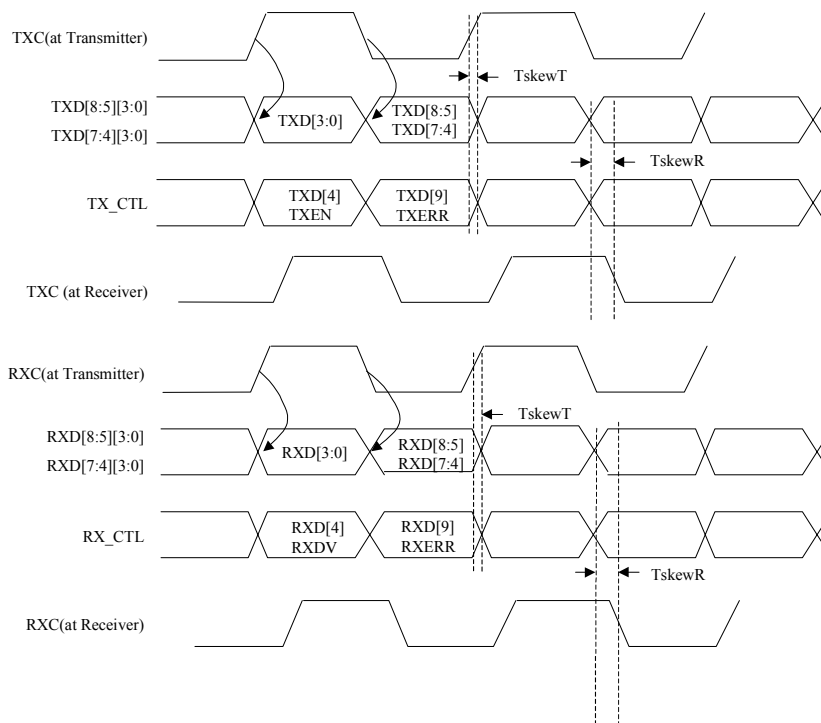 TXC(at Transmitter)
TskewT
TXD[8:5][3:0]
TXD[7:4][3:0]
TXD[3:0]
TXD[8:5]
TXD[7:4]
TskewR
TX_CTL
TXD[4]
TXEN
TXD[9]
TXERR
TXC (at Receiver)
RXC(at Transmitter)
TskewT
RXD[8:5][3:0]
RXD[7:4][3:0]
RXD[3:0]
RXD[8:5]
RXD[7:4]
RX_CTL
RXD[4]
RXDV
RXD[9]
RXERR
TskewR
RXC(at Receiver)